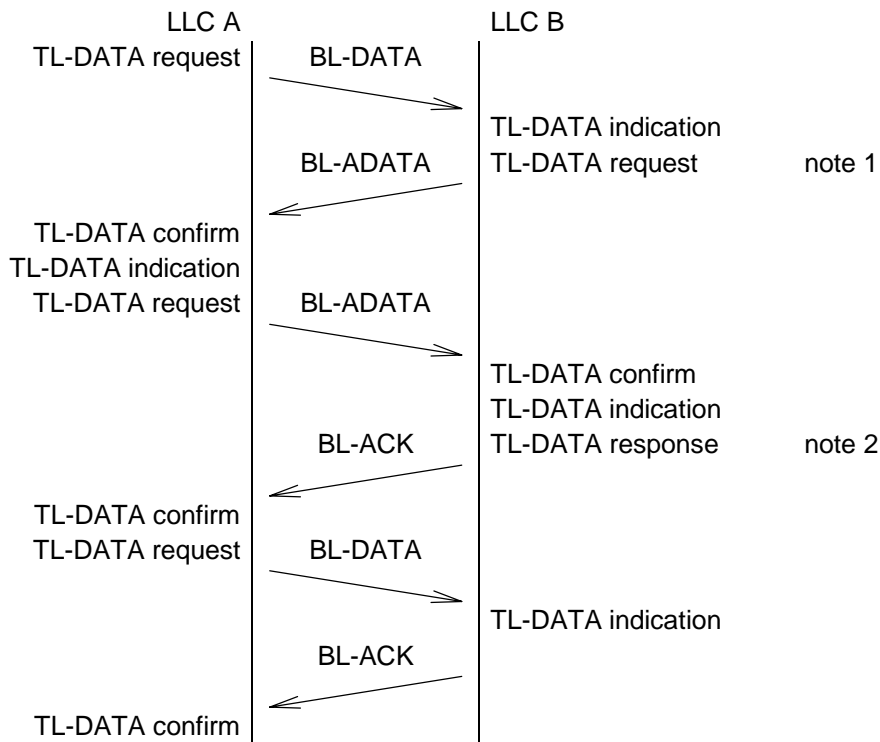 LLC A LLC B
TL-DATA request BL-DATA
TL-DATA indication
BL-ADATA TL-DATA request note 1
TL-DATA confirm
TL-DATA indication
TL-DATA request BL-ADATA
TL-DATA confirm
TL-DATA indication
BL-ACK TL-DATA response note 2
TL-DATA confirm
TL-DATA request BL-DATA
TL-DATA indication
BL-ACK
TL-DATA confirm